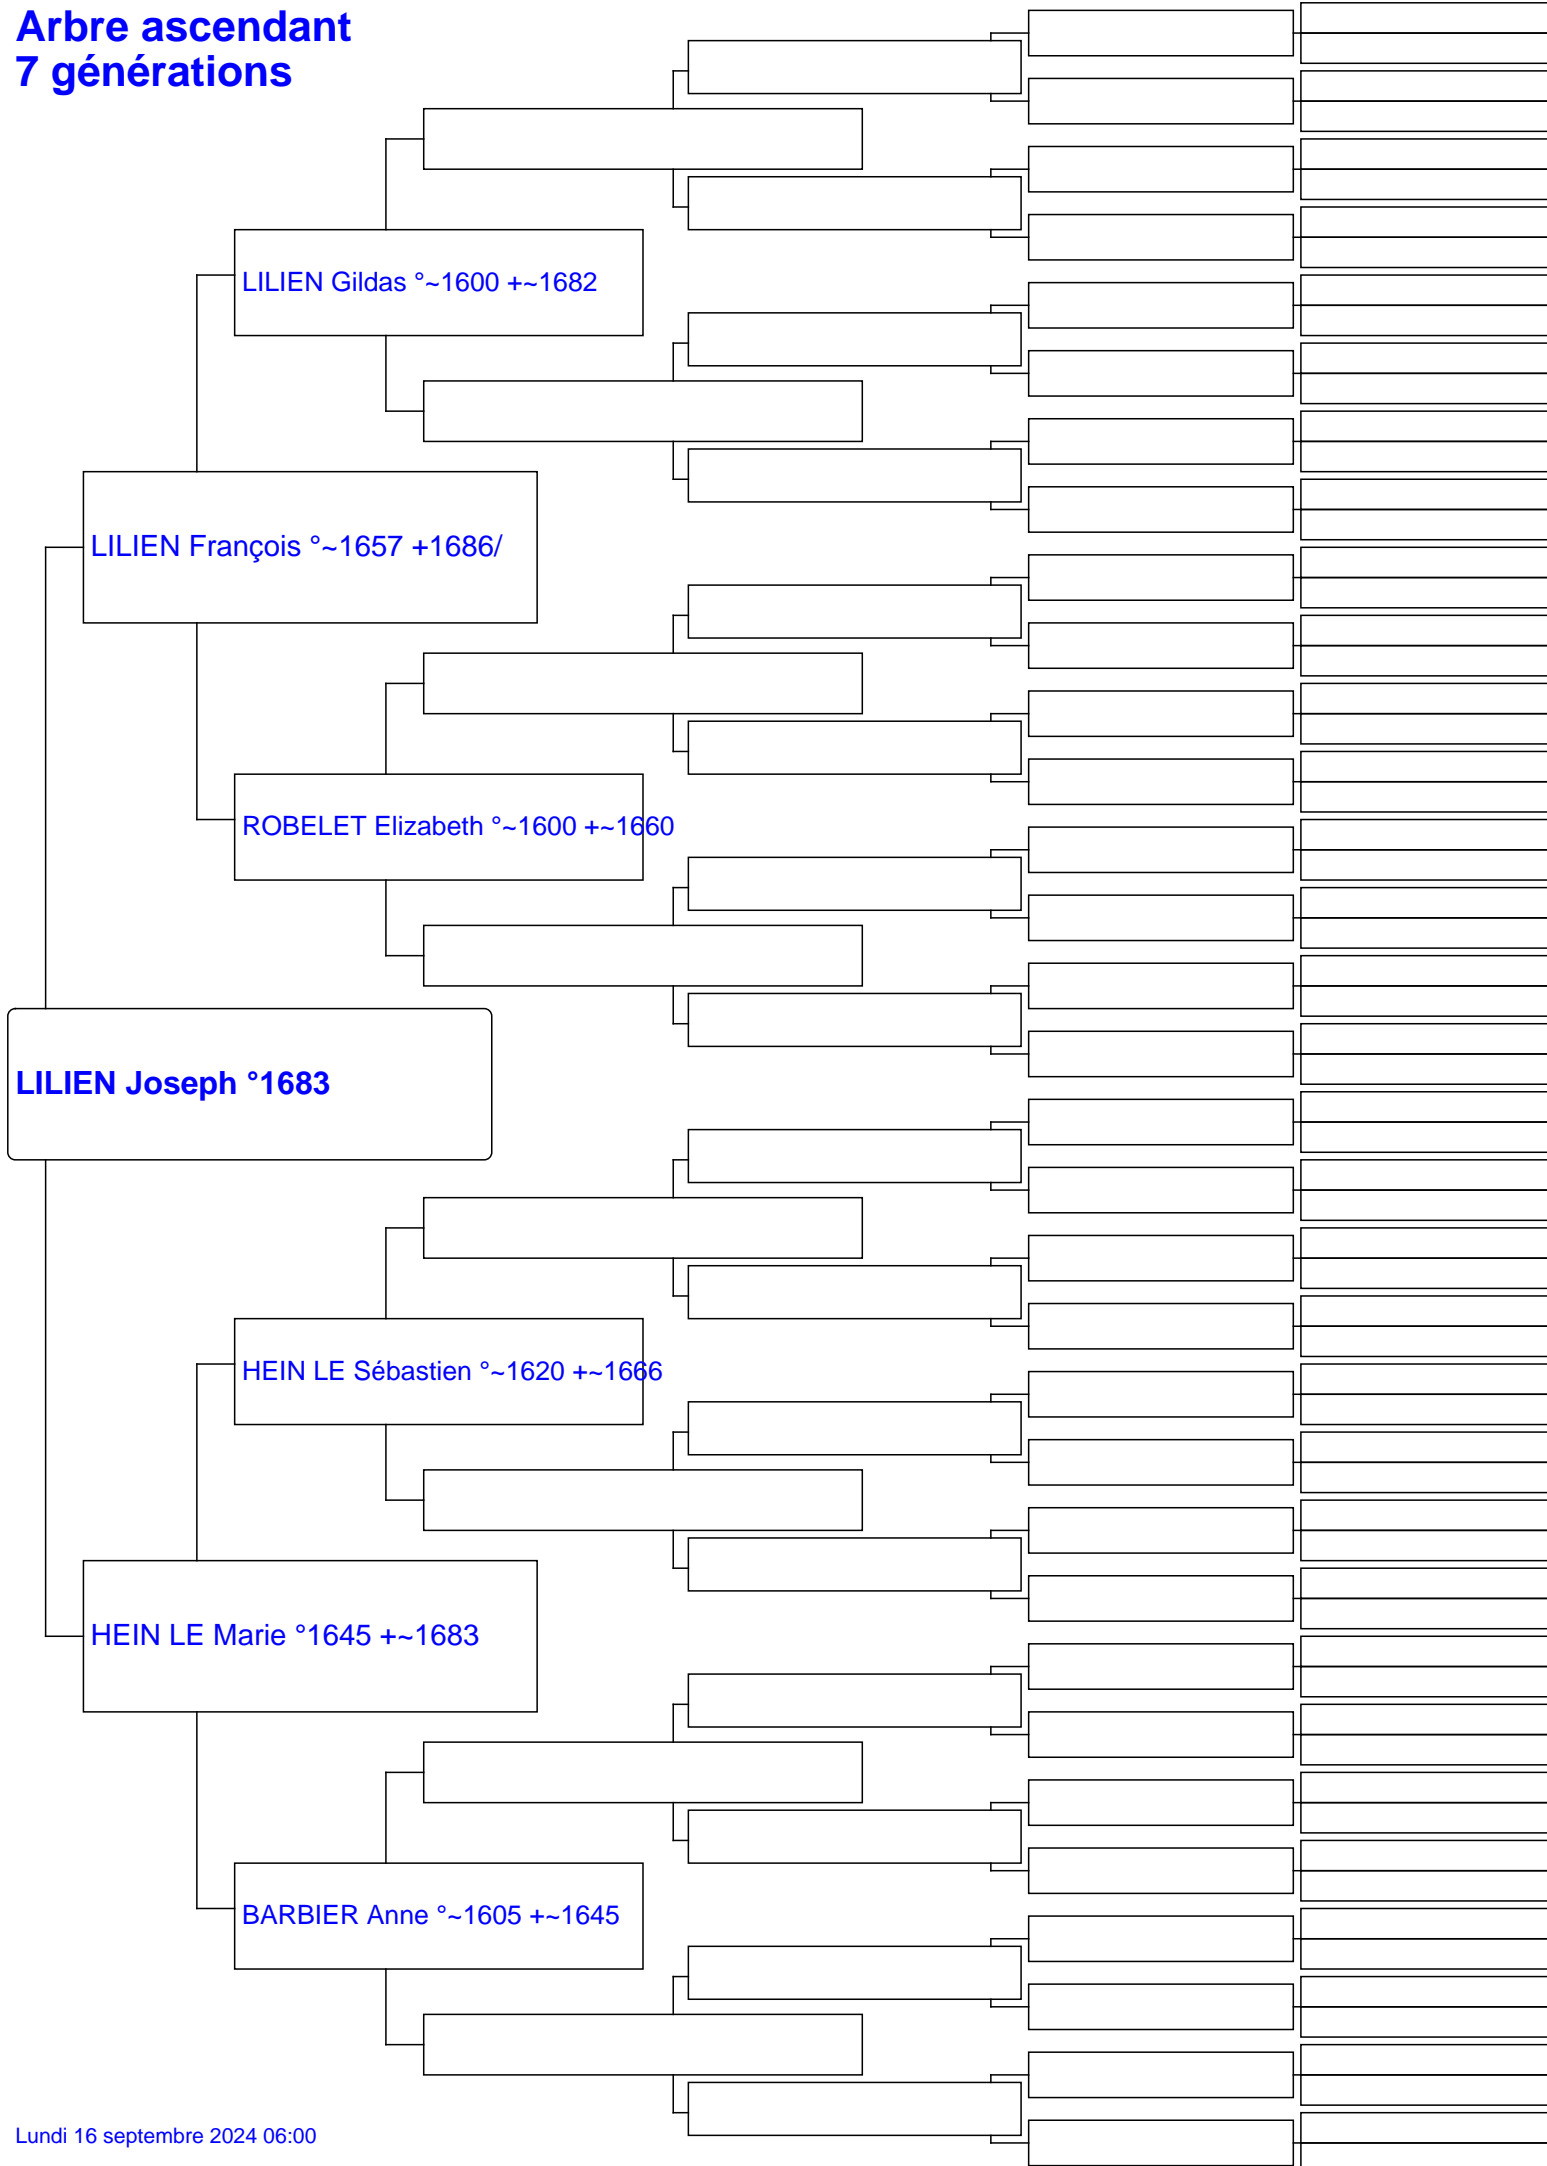 Arbre ascendant
7 générations
LILIEN Gildas °~1600 +~1682
LILIEN François °~1657 +1686/
ROBELET Elizabeth °~1600 +~1660
LILIEN Joseph °1683
HEIN LE Sébastien °~1620 +~1666
HEIN LE Marie °1645 +~1683
BARBIER Anne °~1605 +~1645
Lundi 16 septembre 2024 06:00